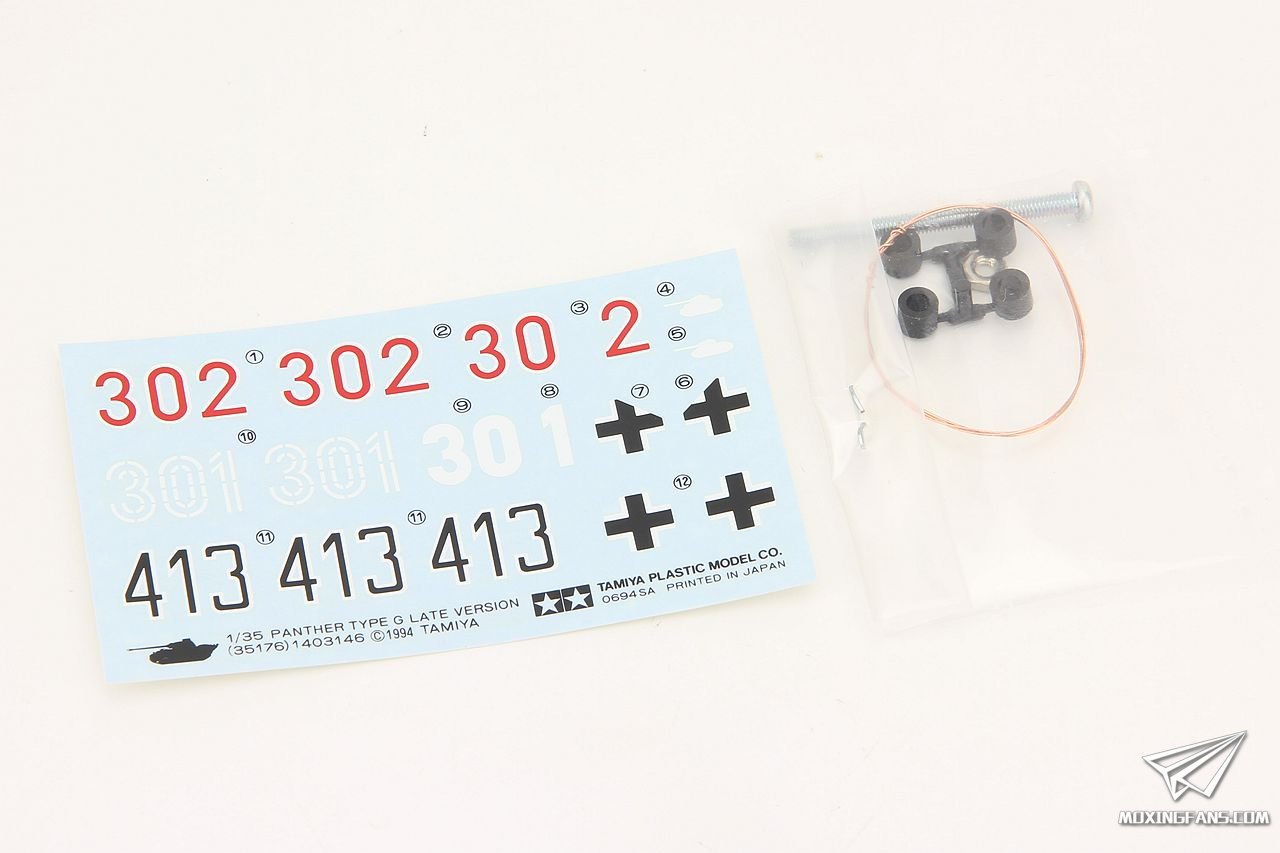 302 ① 302 ② 30 ③ 2 ④
⑤
301 ⑩ 301 ⑨ 30 ⑧ 1 ⑦ ⑥
413 ⑪ 413 ⑪ 413 ⑫
1/35 PANTHER TYPE G LATE VERSION
(35176)1403146 ©1994 TAMIYA
TAMIYA PLASTIC MODEL CO.
0694SA PRINTED IN JAPAN
MOXINGFANS.COM